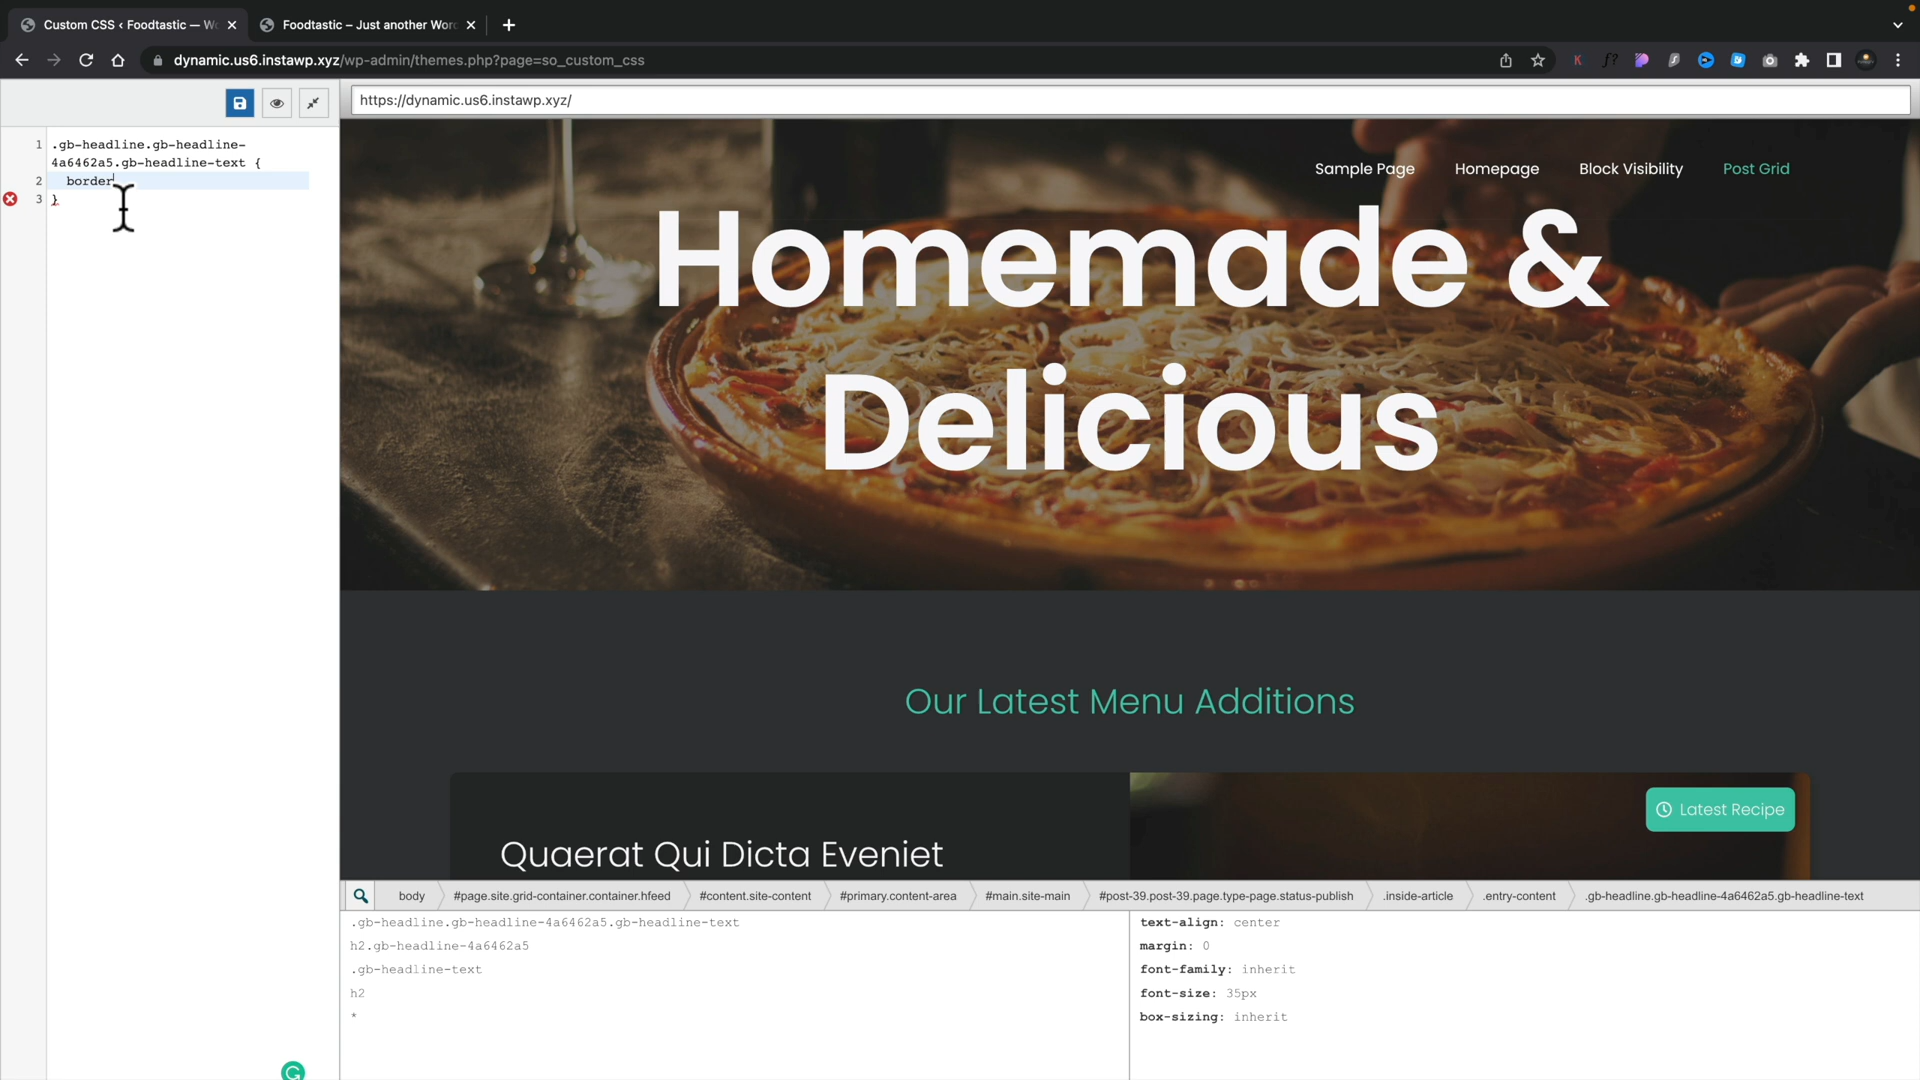 Custom CSS ‹ Foodtastic — Wo
Foodtastic – Just another Word
dynamic.us6.instawp.xyz/wp-admin/themes.php?page=so_custom_css
https://dynamic.us6.instawp.xyz/
1 .gb-headline.gb-headline-
4a6462a5.gb-headline-text {
2 border
3 }
Sample Page Homepage Block Visibility Post Grid
Homemade &
Delicious
Our Latest Menu Additions
Latest Recipe
Quaerat Qui Dicta Eveniet
body #page.site.grid-container.container.hfeed #content.site-content #primary.content-area #main.site-main #post-39.post-39.page.type-page.status-publish .inside-article .entry-content .gb-headline.gb-headline-4a6462a5.gb-headline-text
.gb-headline.gb-headline-4a6462a5.gb-headline-text
h2.gb-headline-4a6462a5
.gb-headline-text
h2
*
text-align: center
margin: 0
font-family: inherit
font-size: 35px
box-sizing: inherit